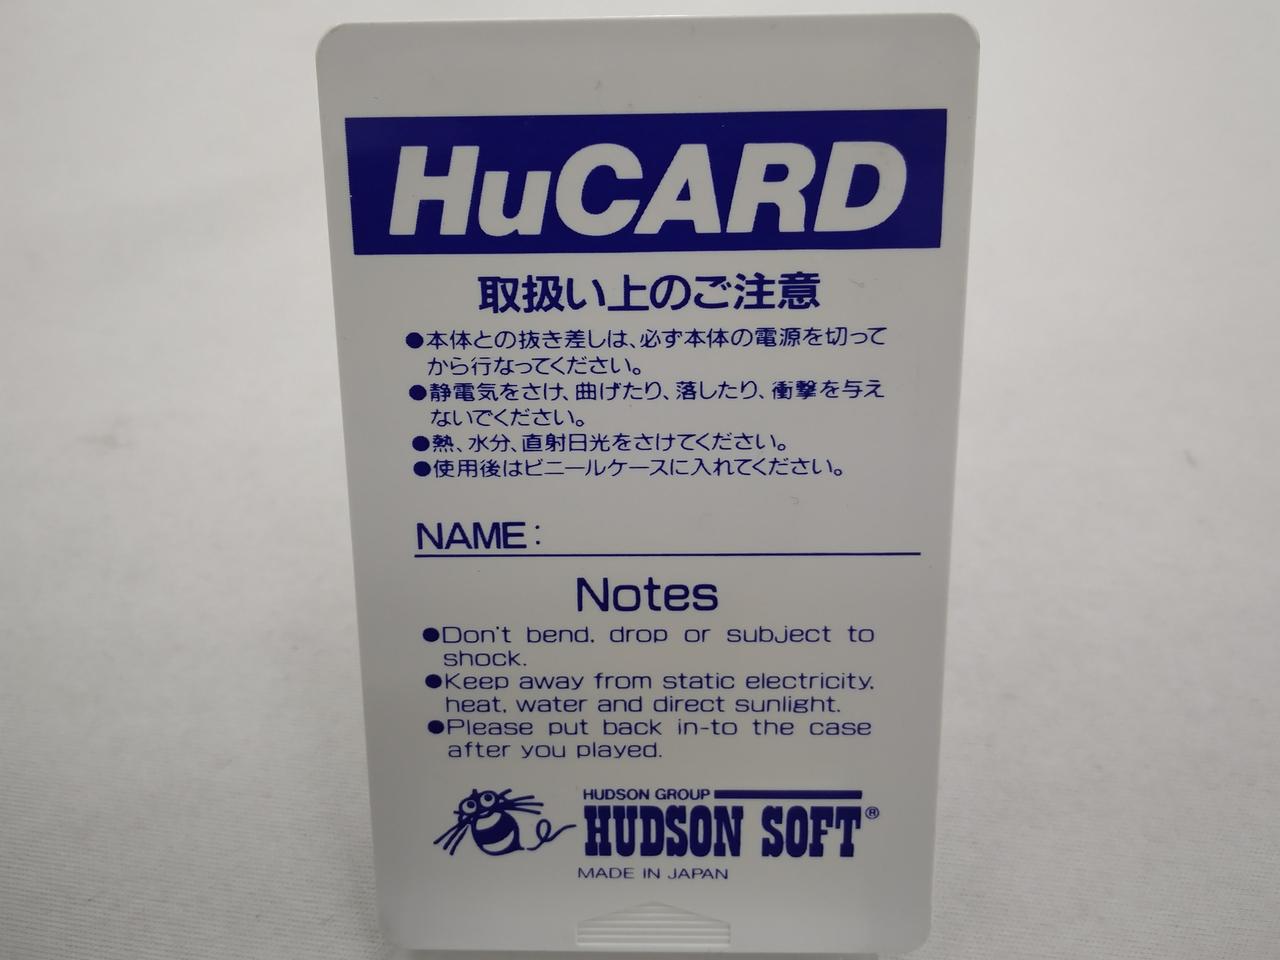 HuCARD
取扱い上のご注意
●本体との抜き差しは、必ず本体の電源を切って
から行なってください。
●静電気をさけ、曲げたり、落したり、衝撃を与え
ないでください。
●熱、水分、直射日光をさけてください。
●使用後はビニールケースに入れてください。
NAME:
Notes
●Don't bend, drop or subject to
shock.
●Keep away from static electricity,
heat, water and direct sunlight.
●Please put back in-to the case
after you played.
HUDSON GROUP
HUDSON SOFT®
MADE IN JAPAN